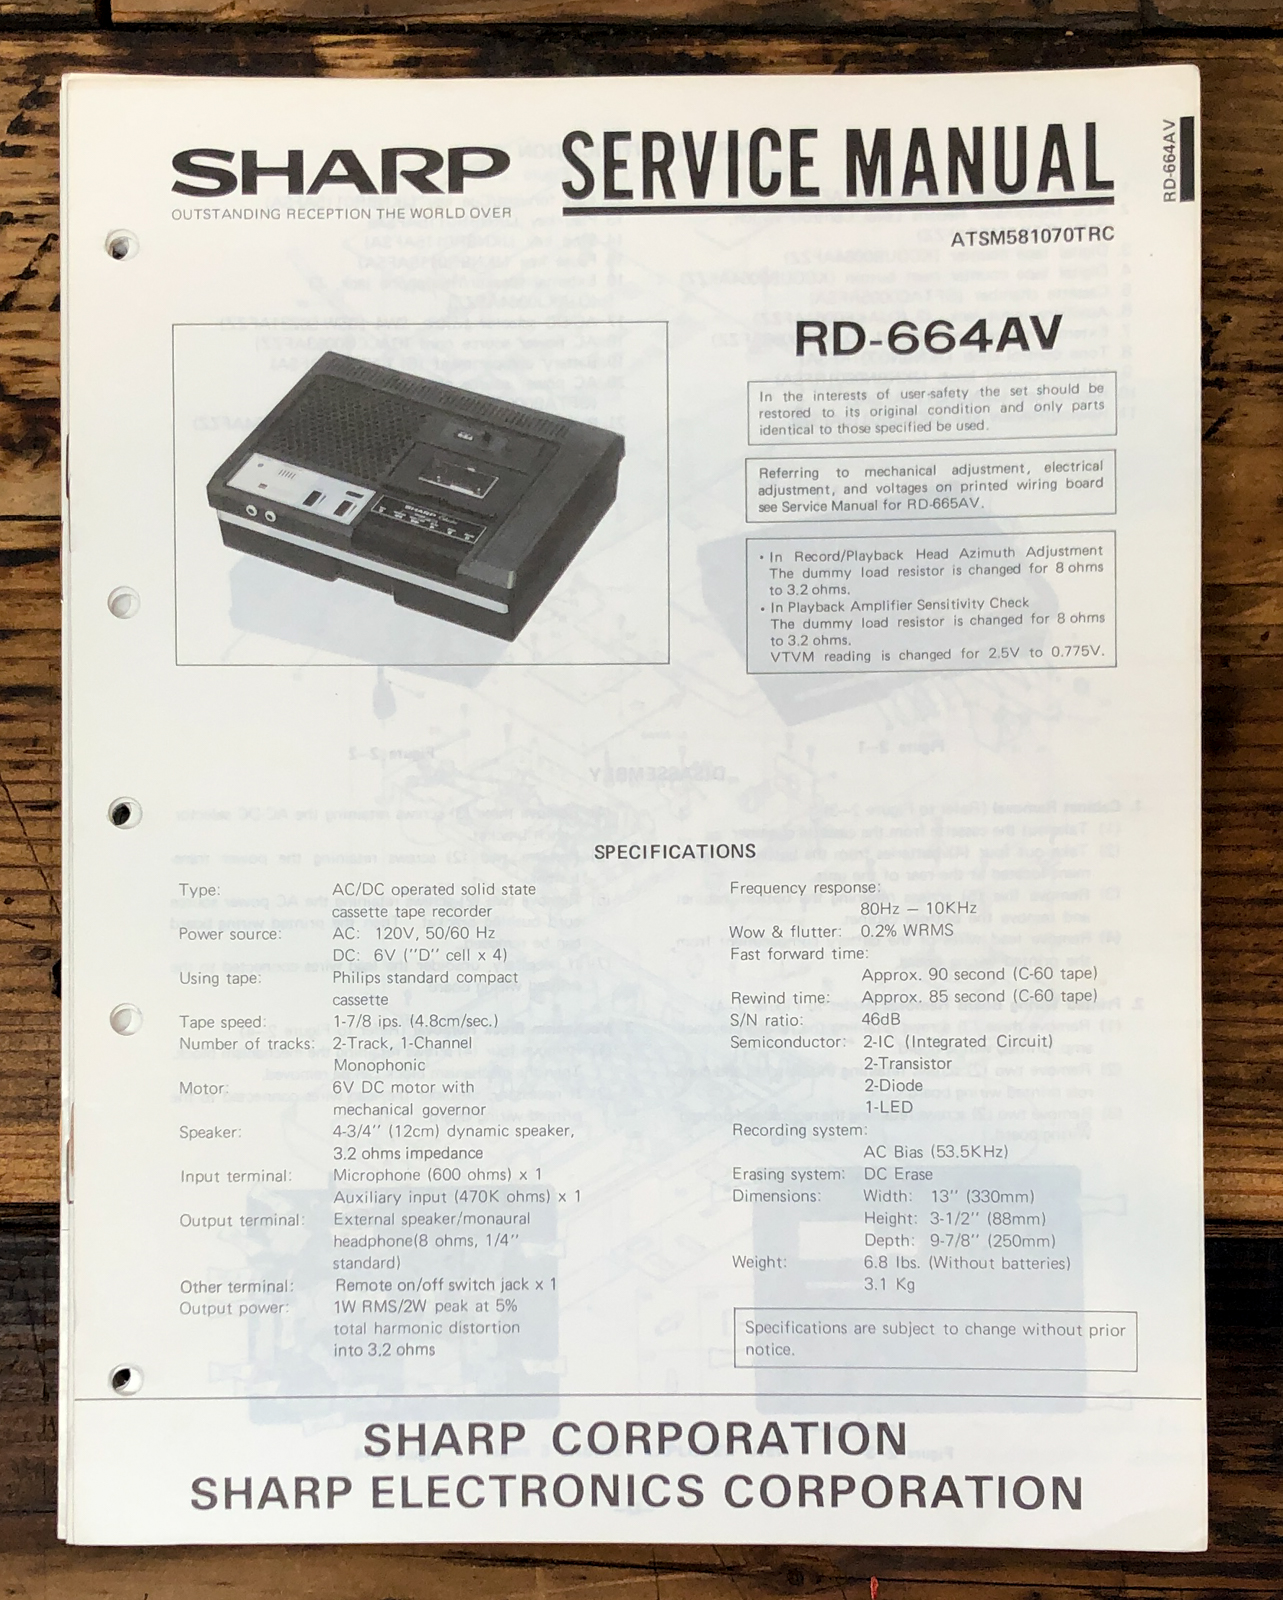 SHARP
OUTSTANDING RECEPTION THE WORLD OVER
SERVICE MANUAL
RD-664AV
ATSM581070TRC
RD-664AV
SHARP
In the interests of user-safety the set should be
restored to its original condition and only parts
identical to those specified be used.
Referring to mechanical adjustment, electrical
adjustment, and voltages on printed wiring board
see Service Manual for RD-665AV.
• In Record/Playback Head Azimuth Adjustment
The dummy load resistor is changed for 8 ohms
to 3.2 ohms.
• In Playback Amplifier Sensitivity Check
The dummy load resistor is changed for 8 ohms
to 3.2 ohms.
VTVM reading is changed for 2.5V to 0.775V.
SPECIFICATIONS
Type: AC/DC operated solid state
cassette tape recorder
Power source: AC: 120V, 50/60 Hz
DC: 6V ("D" cell x 4)
Using tape: Philips standard compact
cassette
Tape speed: 1-7/8 ips. (4.8cm/sec.)
Number of tracks: 2-Track, 1-Channel
Monophonic
Motor: 6V DC motor with
mechanical governor
Speaker: 4-3/4" (12cm) dynamic speaker,
3.2 ohms impedance
Input terminal: Microphone (600 ohms) x 1
Auxiliary input (470K ohms) x 1
Output terminal: External speaker/monaural
headphone(8 ohms, 1/4"
standard)
Other terminal: Remote on/off switch jack x 1
Output power: 1W RMS/2W peak at 5%
total harmonic distortion
into 3.2 ohms
Frequency response:
80Hz – 10KHz
Wow & flutter: 0.2% WRMS
Fast forward time:
Approx. 90 second (C-60 tape)
Rewind time: Approx. 85 second (C-60 tape)
S/N ratio: 46dB
Semiconductor: 2-IC (Integrated Circuit)
2-Transistor
2-Diode
1-LED
Recording system:
AC Bias (53.5KHz)
Erasing system: DC Erase
Dimensions: Width: 13" (330mm)
Height: 3-1/2" (88mm)
Depth: 9-7/8" (250mm)
Weight: 6.8 lbs. (Without batteries)
3.1 Kg
Specifications are subject to change without prior
notice.
SHARP CORPORATION
SHARP ELECTRONICS CORPORATION